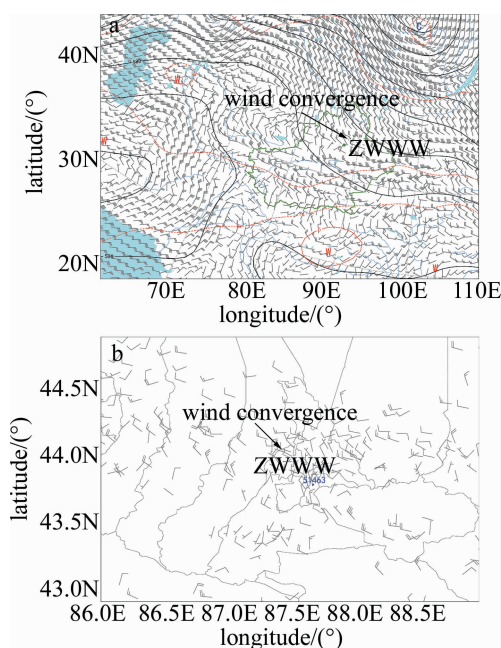 a
40N
wind convergence
ZWWW
30N
20N
latitude/(°)
70E 80E 90E 100E 110E
longitude/(°)
b
44.5N
wind convergence
44.0N
ZWWW
51463
43.5N
43.0N
latitude/(°)
86.0E 86.5E 87.0E 87.5E 88.0E 88.5E
longitude/(°)